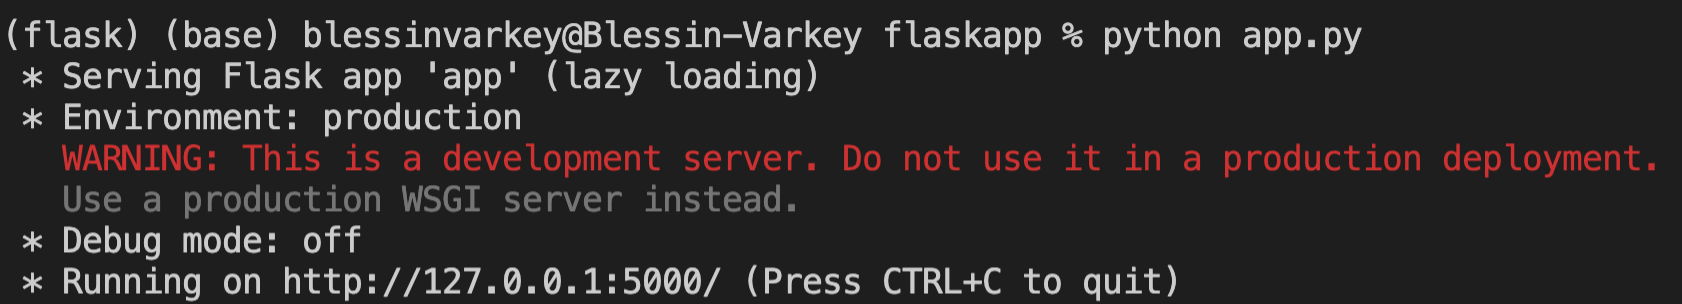 (flask) (base) blessinvarkey@Blessin-Varkey flaskapp % python app.py
* Serving Flask app 'app' (lazy loading)
* Environment: production
WARNING: This is a development server. Do not use it in a production deployment.
Use a production WSGI server instead.
* Debug mode: off
* Running on http://127.0.0.1:5000/ (Press CTRL+C to quit)